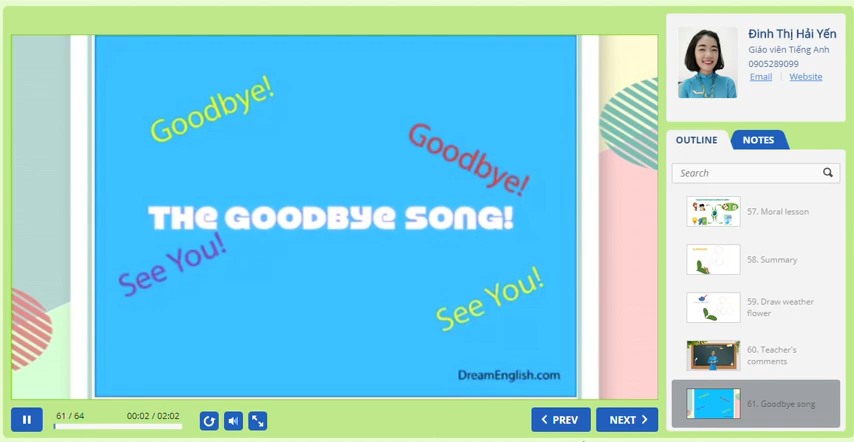 Goodbye!
Goodbye!
THE GOODBYE SONG!
See You!
See You!
DreamEnglish.com
61 / 64
00:02 / 02:02
PREV
NEXT
Đinh Thị Hải Yến
Giáo viên Tiếng Anh
0905289099
Email | Website
OUTLINE
NOTES
Search
57. Moral lesson
58. Summary
59. Draw weather
flower
60. Teacher's
comments
61. Goodbye song